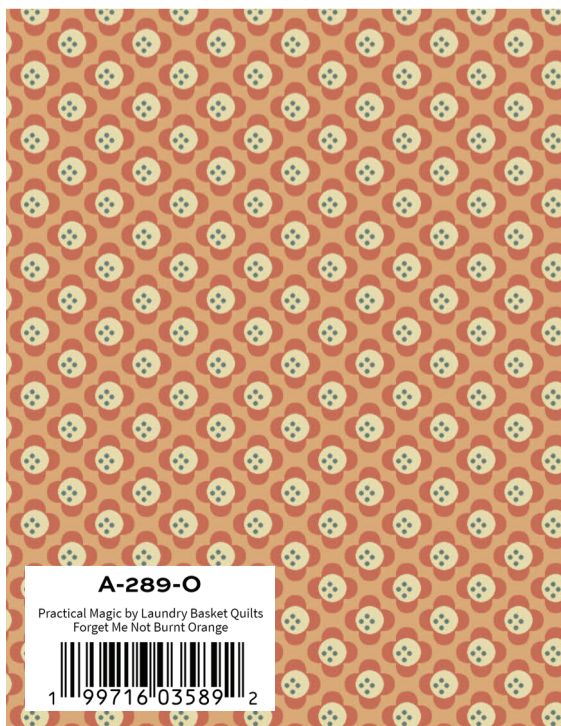 A-289-O
Practical Magic by Laundry Basket Quilts
Forget Me Not Burnt Orange
1 99716 03589 2